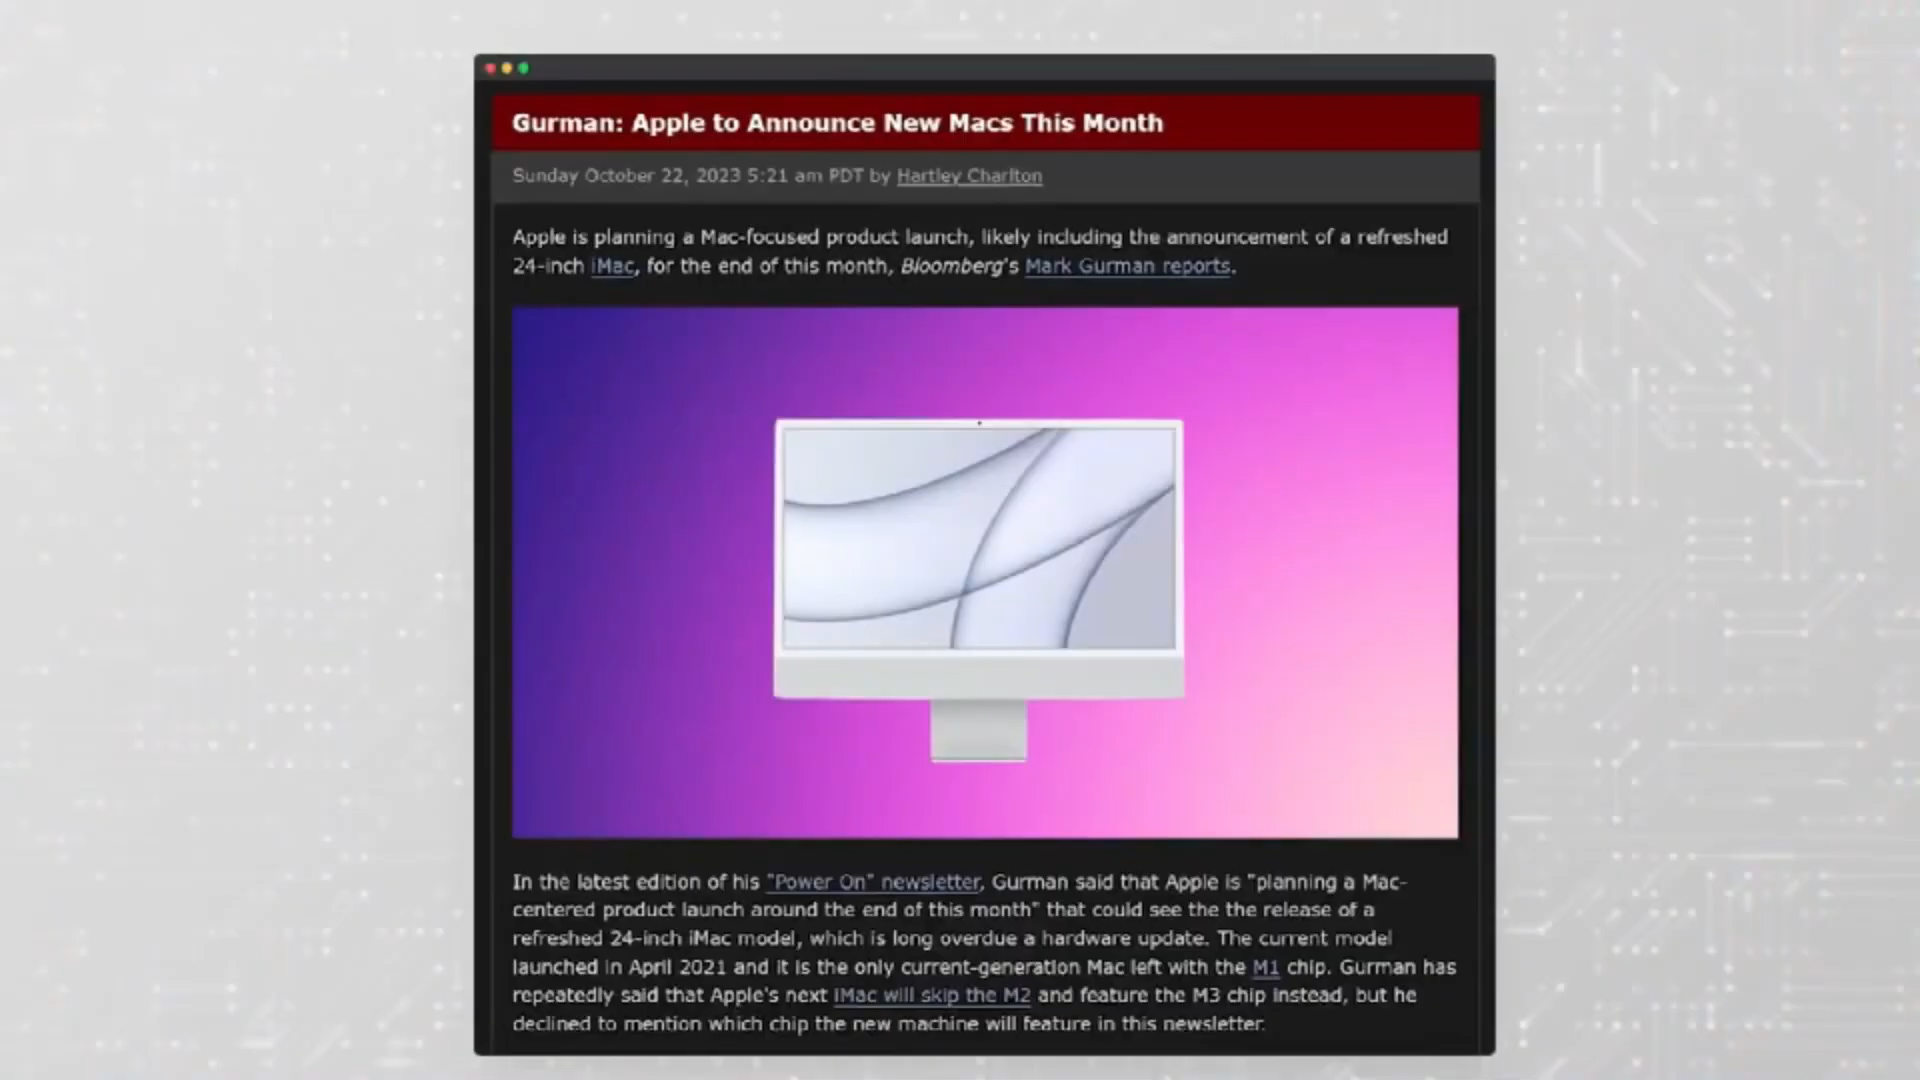 Gurman: Apple to Announce New Macs This Month
Sunday October 22, 2023 5:21 am PDT by Hartley Charlton
Apple is planning a Mac-focused product launch, likely including the announcement of a refreshed
24-inch iMac, for the end of this month, Bloomberg's Mark Gurman reports.
In the latest edition of his "Power On" newsletter, Gurman said that Apple is "planning a Mac-
centered product launch around the end of this month" that could see the the release of a
refreshed 24-inch iMac model, which is long overdue a hardware update. The current model
launched in April 2021 and it is the only current-generation Mac left with the M1 chip. Gurman has
repeatedly said that Apple's next iMac will skip the M2 and feature the M3 chip instead, but he
declined to mention which chip the new machine will feature in this newsletter.